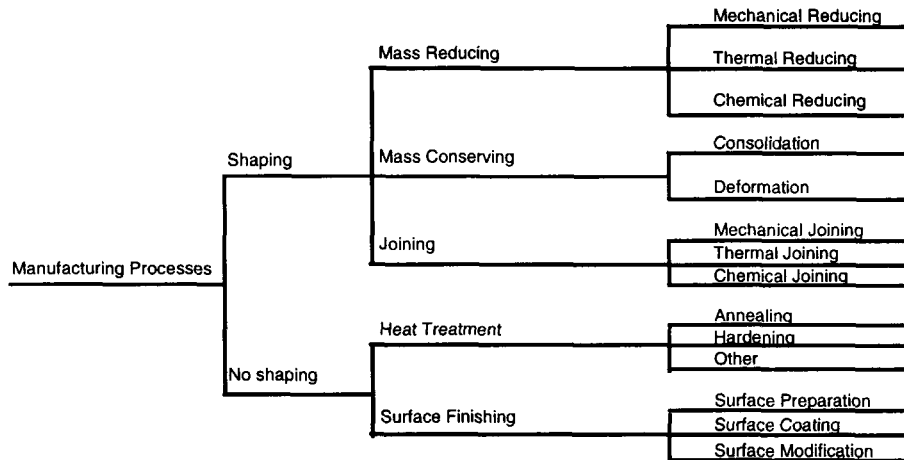 Mechanical Reducing
Mass Reducing
Thermal Reducing
Chemical Reducing
Consolidation
Shaping
Mass Conserving
Deformation
Mechanical Joining
Joining
Thermal Joining
Manufacturing Processes
Chemical Joining
Annealing
Heat Treatment
Hardening
Other
No shaping
Surface Preparation
Surface Finishing
Surface Coating
Surface Modification